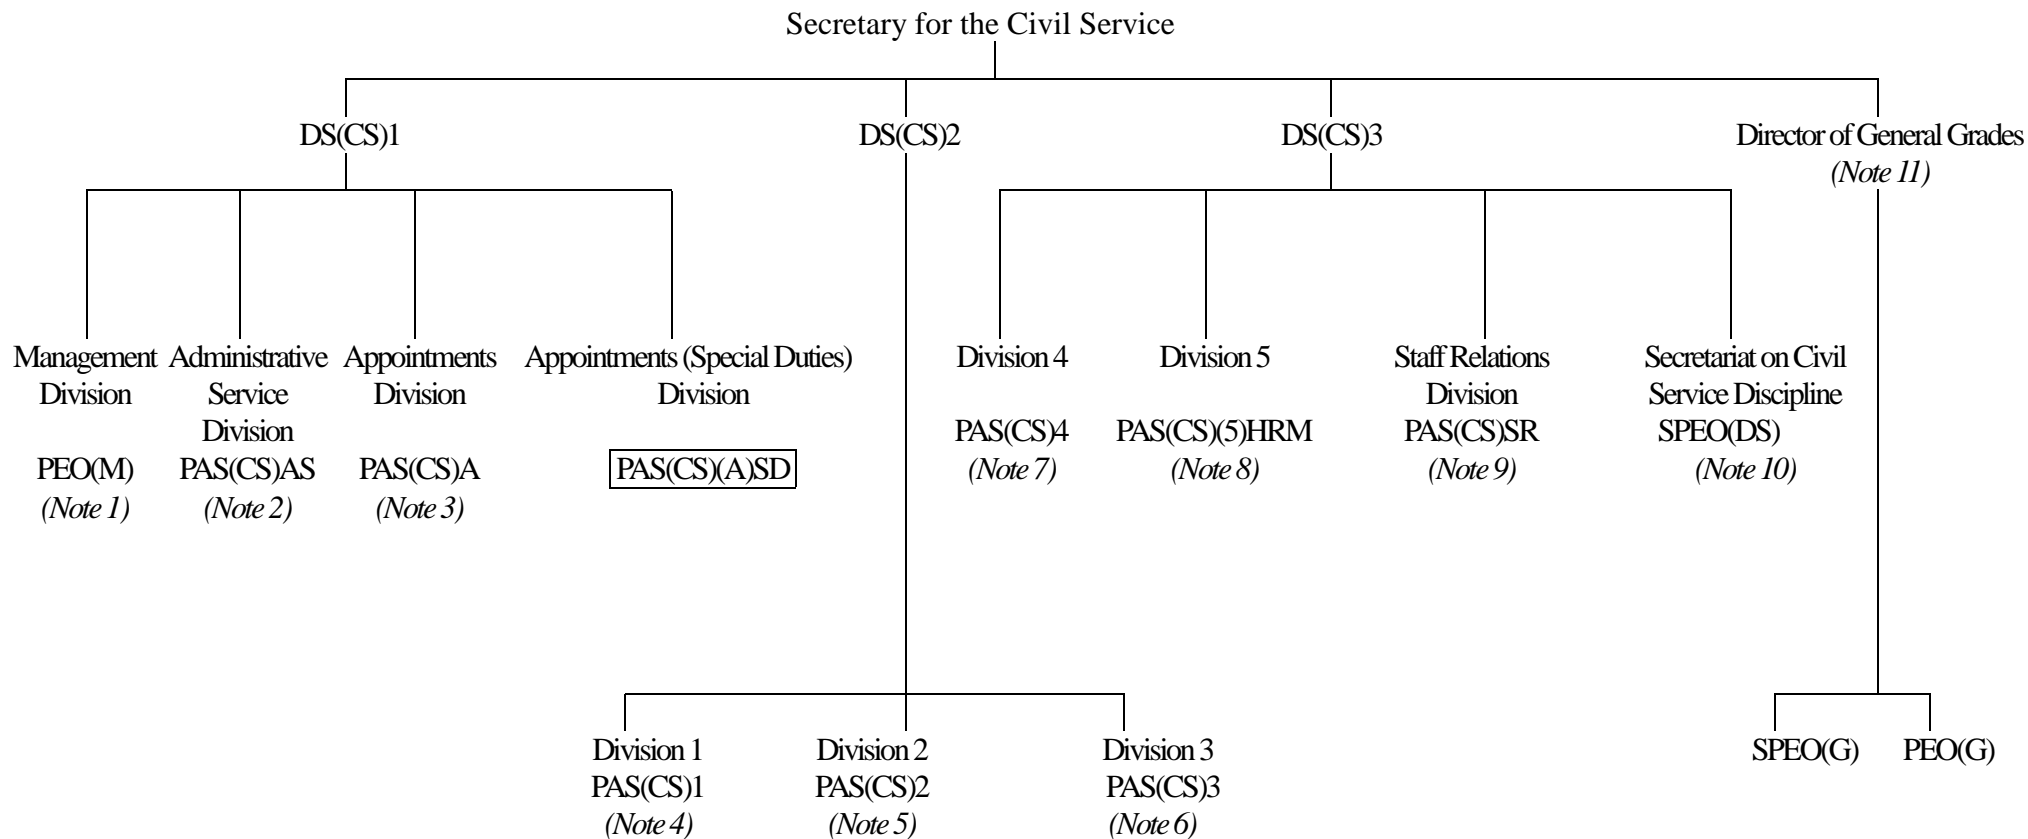 Secretary for the Civil Service
DS(CS)1
DS(CS)2
DS(CS)3
Director of General Grades
(Note 11)
Management
Division
PEO(M)
(Note 1)
Administrative
Service
Division
PAS(CS)AS
(Note 2)
Appointments
Division
PAS(CS)A
(Note 3)
Appointments (Special Duties)
Division
PAS(CS)(A)SD
Division 4
PAS(CS)4
(Note 7)
Division 5
PAS(CS)(5)HRM
(Note 8)
Staff Relations
Division
PAS(CS)SR
(Note 9)
Secretariat on Civil
Service Discipline
SPEO(DS)
(Note 10)
Division 1
PAS(CS)1
(Note 4)
Division 2
PAS(CS)2
(Note 5)
Division 3
PAS(CS)3
(Note 6)
SPEO(G)
PEO(G)